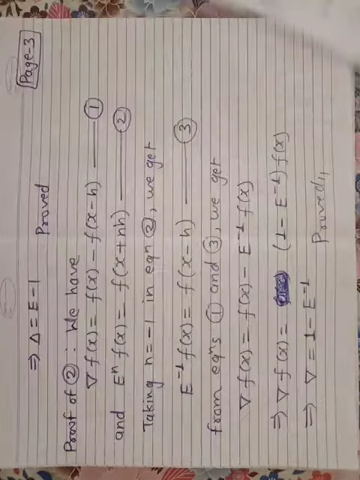 Page-3
⇒ Δ = E-1 Proved
Proof of ②: We have
∇ f(x) = f(x) - f(x-h) —— ①
and Eⁿ f(x) = f(x+nh) —— ②
Taking n = -1 in eqn ②, we get
E⁻¹ f(x) = f(x-h) —— ③
from eqns ① and ③, we get
∇ f(x) = f(x) - E⁻¹ f(x)
⇒ ∇ f(x) = (1 - E⁻¹) f(x)
⇒ ∇ = 1 - E⁻¹ Proved,,